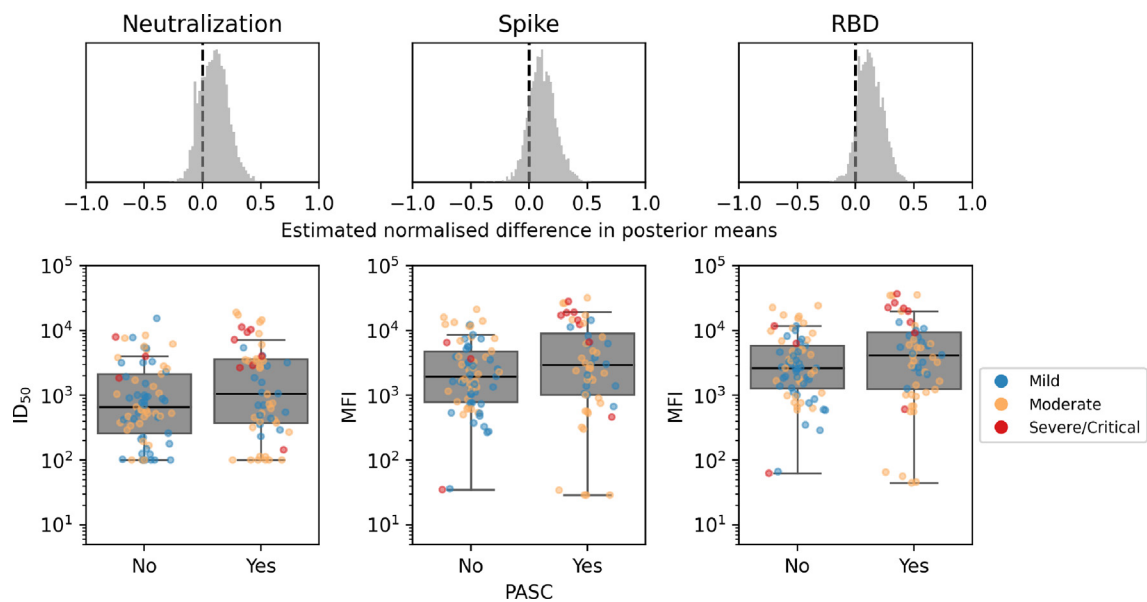 Neutralization Spike RBD
−1.0 −0.5 0.0 0.5 1.0 −1.0 −0.5 0.0 0.5 1.0 −1.0 −0.5 0.0 0.5 1.0
Estimated normalised difference in posterior means
ID₅₀
10⁵
10⁴
10³
10²
10¹
No Yes
MFI
10⁵
10⁴
10³
10²
10¹
No Yes
PASC
MFI
10⁵
10⁴
10³
10²
10¹
No Yes
Mild
Moderate
Severe/Critical